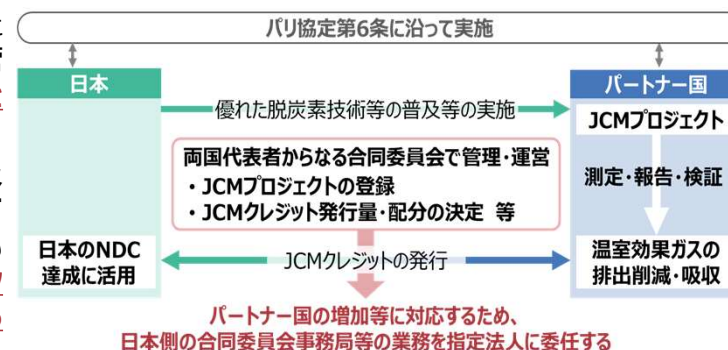 パリ協定第6条に沿って実施
日本
パートナー国
優れた脱炭素技術等の普及等の実施
JCMプロジェクト
両国代表者からなる合同委員会で管理・運営
・JCMプロジェクトの登録
・JCMクレジット発行量・配分の決定 等
測定・報告・検証
日本のNDC
達成に活用
JCMクレジットの発行
温室効果ガスの
排出削減・吸収
パートナー国の増加等に対応するため、
日本側の合同委員会事務局等の業務を指定法人に委任する